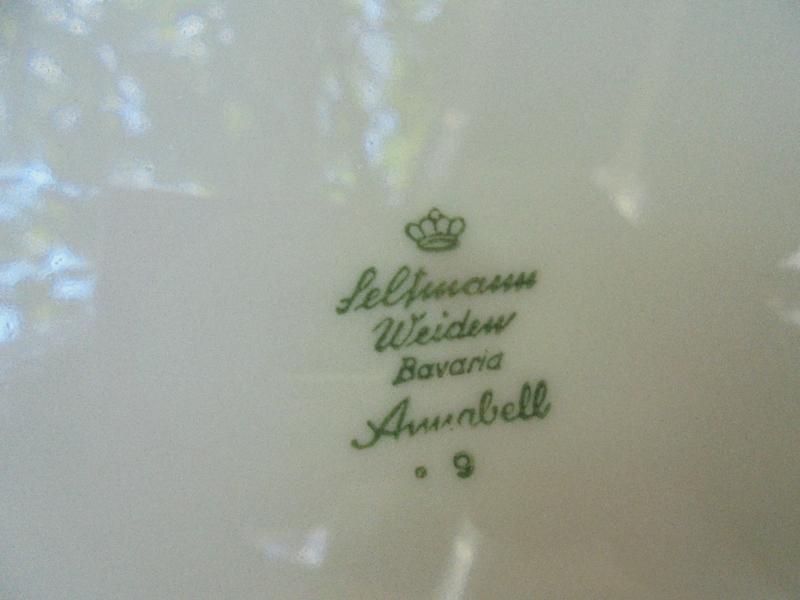 Seltmann
Weiden
Bavaria
Annabell
. 9